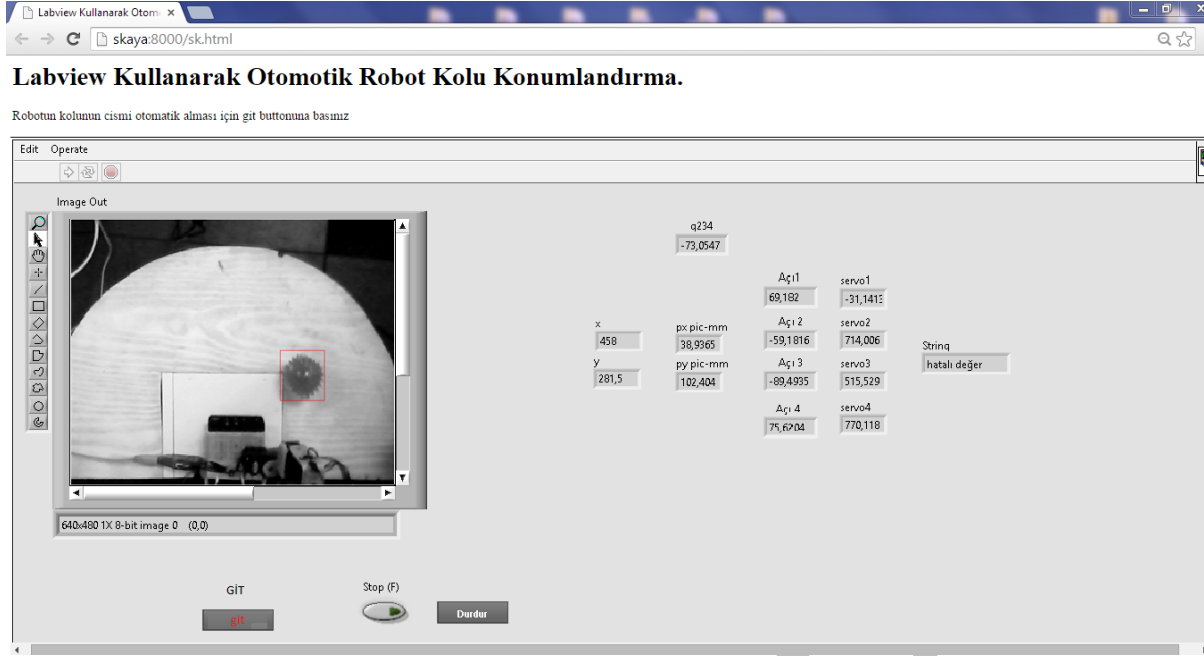 Labview Kullanarak Otom
skaya:8000/sk.html
Labview Kullanarak Otomotik Robot Kolu Konumlandırma.
Robotun kolunun cismi otomatik alması için git buttonuna basınız
Edit Operate
Image Out
q234
-73,0547
Açı1
servo1
69,182
-31,1413
x
458
px pic-mm
38,9365
Açı 2
-59,1816
servo2
714,006
y
281,5
py pic-mm
102,404
Açı 3
-89,4935
servo3
515,529
String
hatalı değer
Açı 4
75,6204
servo4
770,118
640x480 1X 8-bit image 0 (0,0)
GİT
git
Stop (F)
Durdur